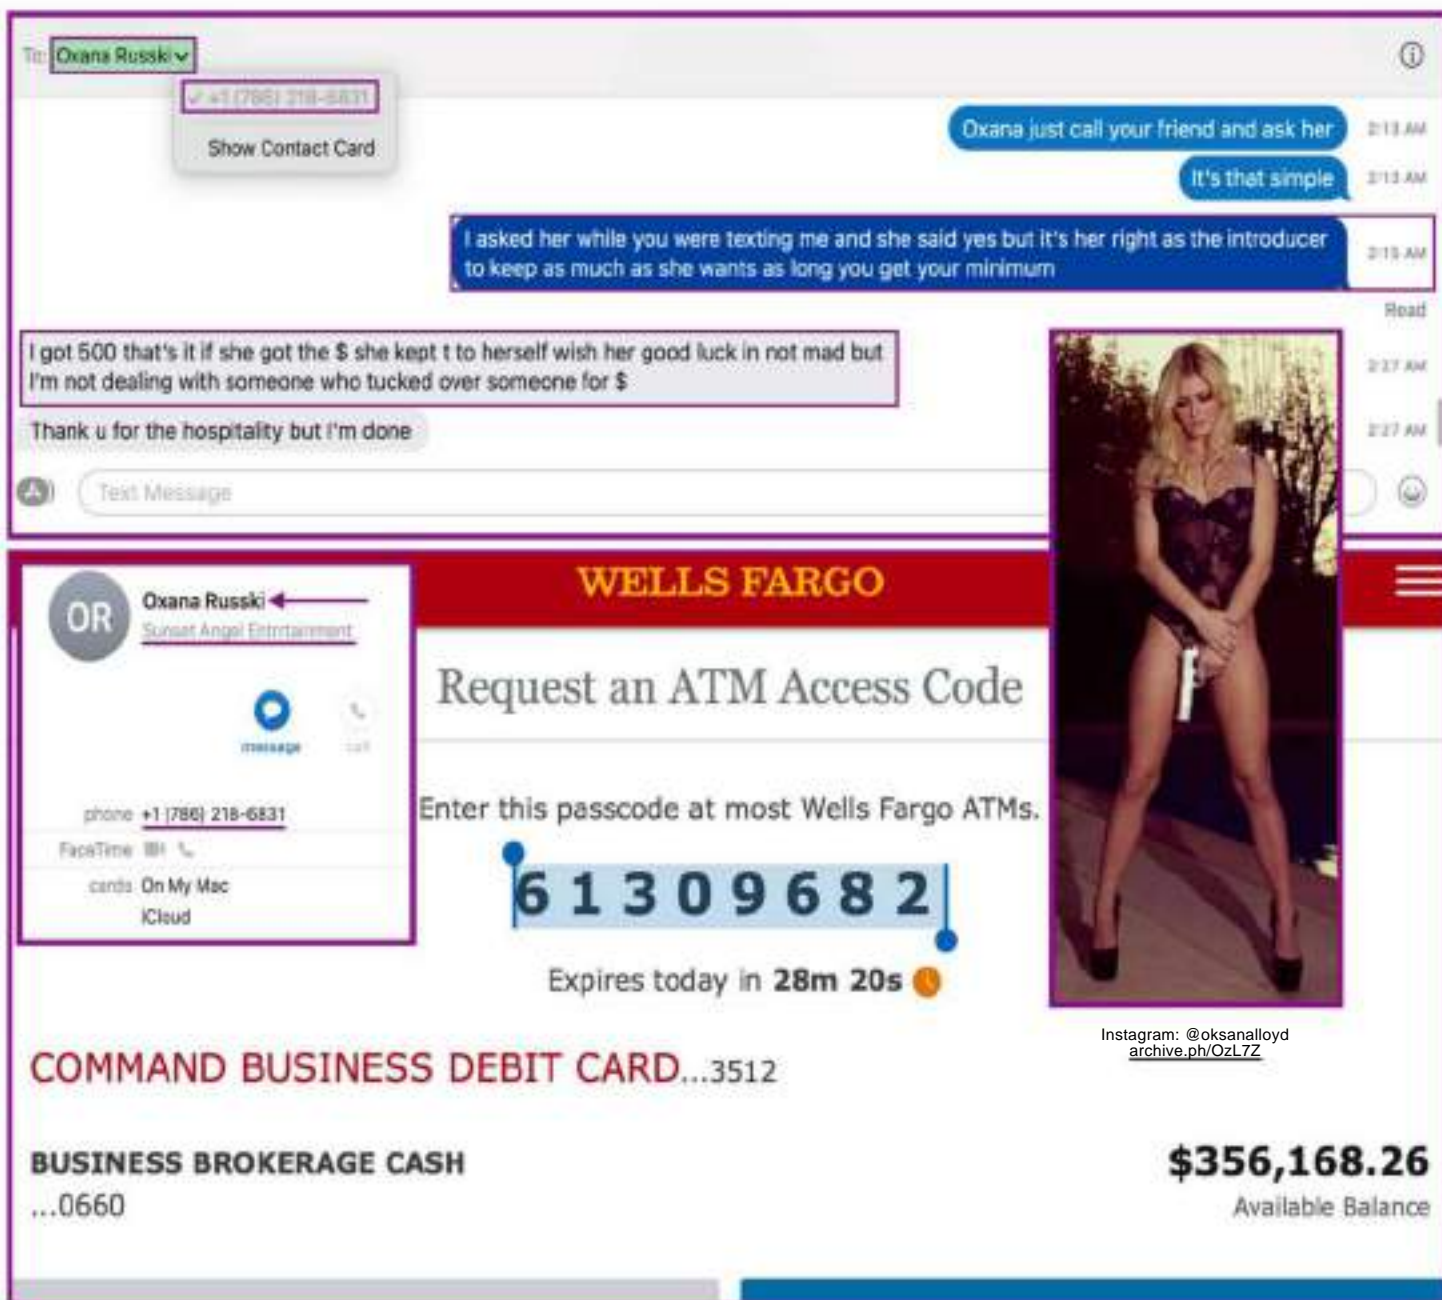 To: Oxana Russki
+1 (786) 218-6831
Show Contact Card
Oxana just call your friend and ask her
2:13 AM
It's that simple
2:13 AM
I asked her while you were texting me and she said yes but it's her right as the introducer
to keep as much as she wants as long you get your minimum
2:15 AM
Read
I got 500 that's it if she got the $ she kept t to herself wish her good luck in not mad but
I'm not dealing with someone who tucked over someone for $
2:27 AM
Thank u for the hospitality but I'm done
2:27 AM
Text Message
OR
Oxana Russki
Sunset Angel Entrtainment
message
call
phone +1 (786) 218-6831
FaceTime
cards On My Mac
iCloud
WELLS FARGO
Request an ATM Access Code
Enter this passcode at most Wells Fargo ATMs.
61309682
Expires today in 28m 20s
Instagram: @oksanalloyd
archive.ph/OzL7Z
COMMAND BUSINESS DEBIT CARD...3512
BUSINESS BROKERAGE CASH
...0660
$356,168.26
Available Balance